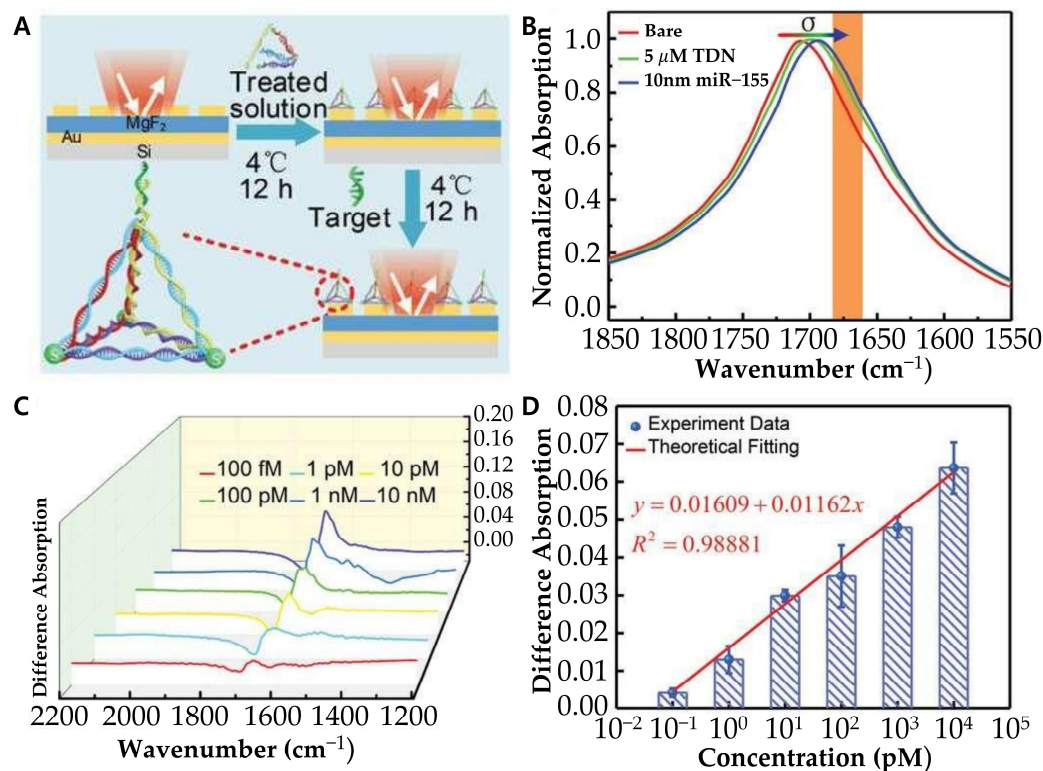 A
Treated
solution
MgF₂
Au
Si
4℃
12 h
4℃
12 h
Target
S
S
B
σ
Bare
5 μM TDN
10nm miR–155
1.0
0.8
0.6
0.4
0.2
0.0
Normalized Absorption
1850 1800 1750 1700 1650 1600 1550
Wavenumber (cm⁻¹)
C
0.20
0.16
0.12
0.08
0.04
0.00
100 fM 1 pM 10 pM
100 pM 1 nM 10 nM
Difference Absorption
2200 2000 1800 1600 1400 1200
Wavenumber (cm⁻¹)
D
0.08
0.07
0.06
0.05
0.04
0.03
0.02
0.01
0.00
Difference Absorption
Experiment Data
Theoretical Fitting
y = 0.01609 + 0.01162x
R² = 0.98881
10⁻² 10⁻¹ 10⁰ 10¹ 10² 10³ 10⁴ 10⁵
Concentration (pM)